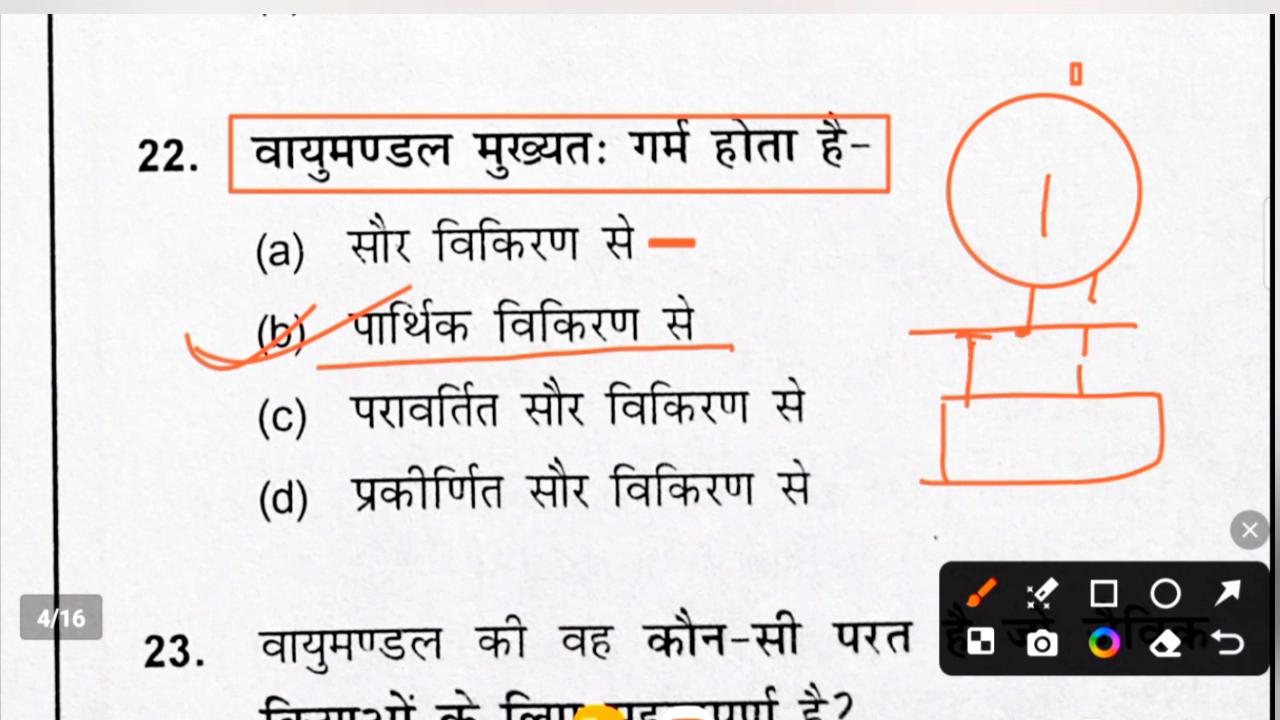 22. वायुमण्डल मुख्यतः गर्म होता है-
(a) सौर विकिरण से
(b) पार्थिक विकिरण से
(c) परावर्तित सौर विकिरण से
(d) प्रकीर्णित सौर विकिरण से
4/16
23. वायुमण्डल की वह कौन-सी परत है जो जैविक
क्रियाओं के लिए